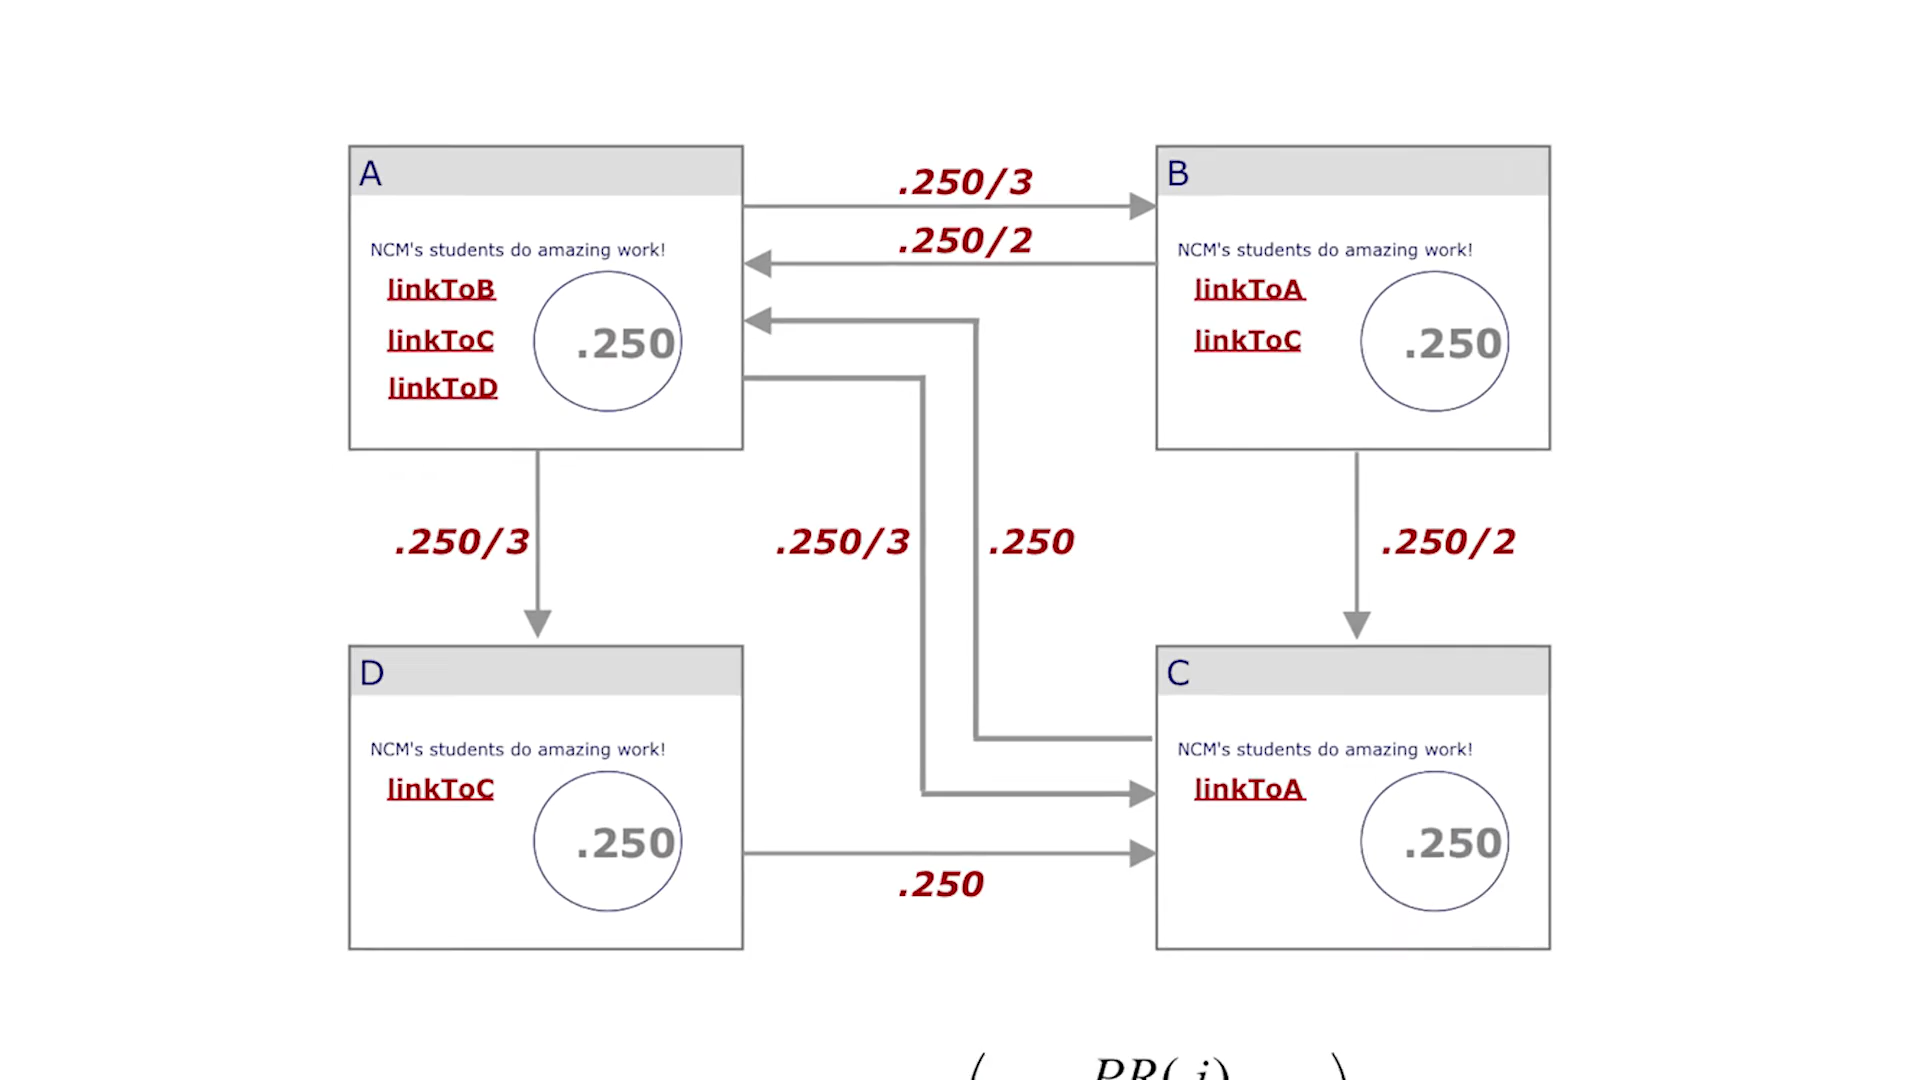 A
NCM's students do amazing work!
linkToB
linkToC
linkToD
.250
.250/3
.250/2
B
NCM's students do amazing work!
linkToA
linkToC
.250
.250/3
.250/3
.250
.250/2
D
NCM's students do amazing work!
linkToC
.250
.250
C
NCM's students do amazing work!
linkToA
.250
( PR( j) )